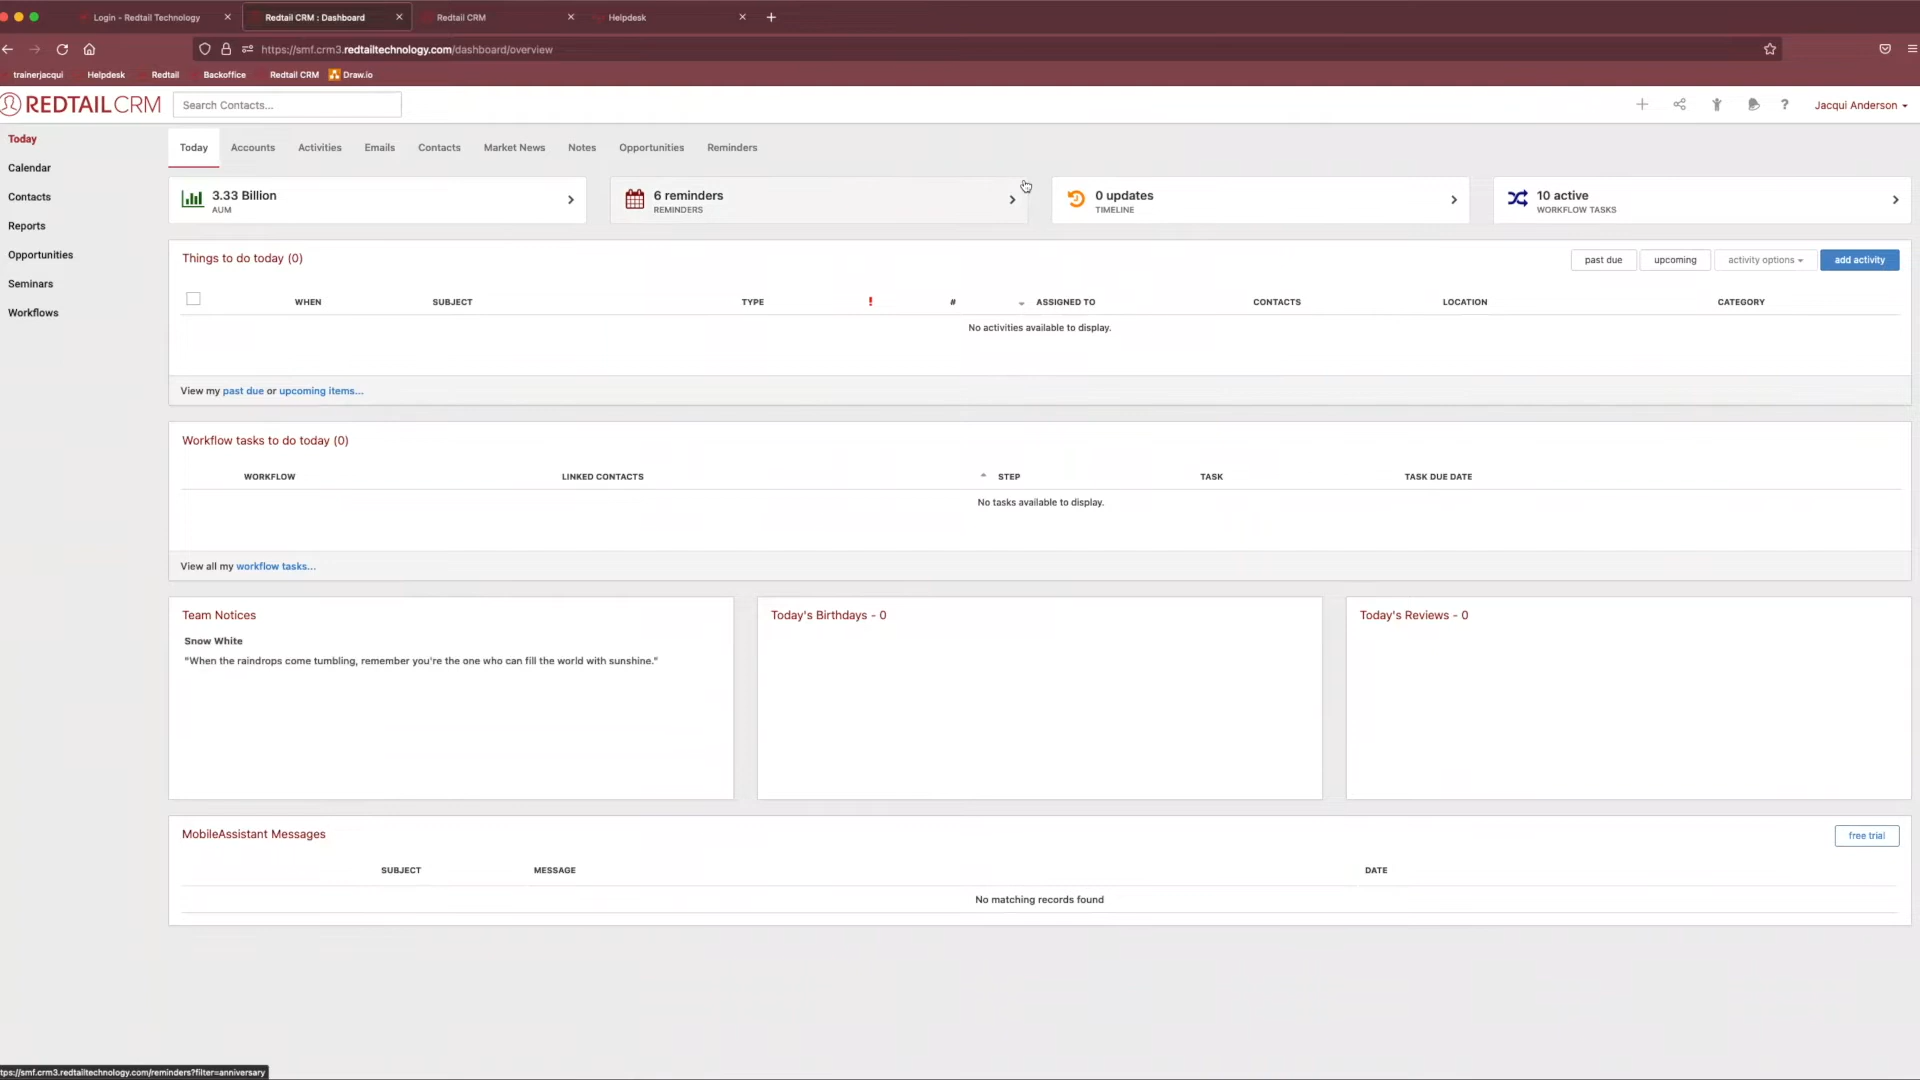 Login - Redtail Technology
Redtail CRM : Dashboard
Redtail CRM
Helpdesk
https://smf.crm3.redtailtechnology.com/dashboard/overview
trainerjacqui Helpdesk Redtail Backoffice Redtail CRM Draw.io
REDTAILCRM
Search Contacts...
?
Jacqui Anderson
Today
Calendar
Contacts
Reports
Opportunities
Seminars
Workflows
Today Accounts Activities Emails Contacts Market News Notes Opportunities Reminders
3.33 Billion
AUM
6 reminders
REMINDERS
0 updates
TIMELINE
10 active
WORKFLOW TASKS
Things to do today (0)
past due upcoming activity options add activity
WHEN SUBJECT TYPE ! # ASSIGNED TO CONTACTS LOCATION CATEGORY
No activities available to display.
View my past due or upcoming items...
Workflow tasks to do today (0)
WORKFLOW LINKED CONTACTS STEP TASK TASK DUE DATE
No tasks available to display.
View all my workflow tasks...
Team Notices
Snow White
"When the raindrops come tumbling, remember you're the one who can fill the world with sunshine."
Today's Birthdays - 0
Today's Reviews - 0
MobileAssistant Messages
free trial
SUBJECT MESSAGE DATE
No matching records found
tps://smf.crm3.redtailtechnology.com/reminders?filter=anniversary